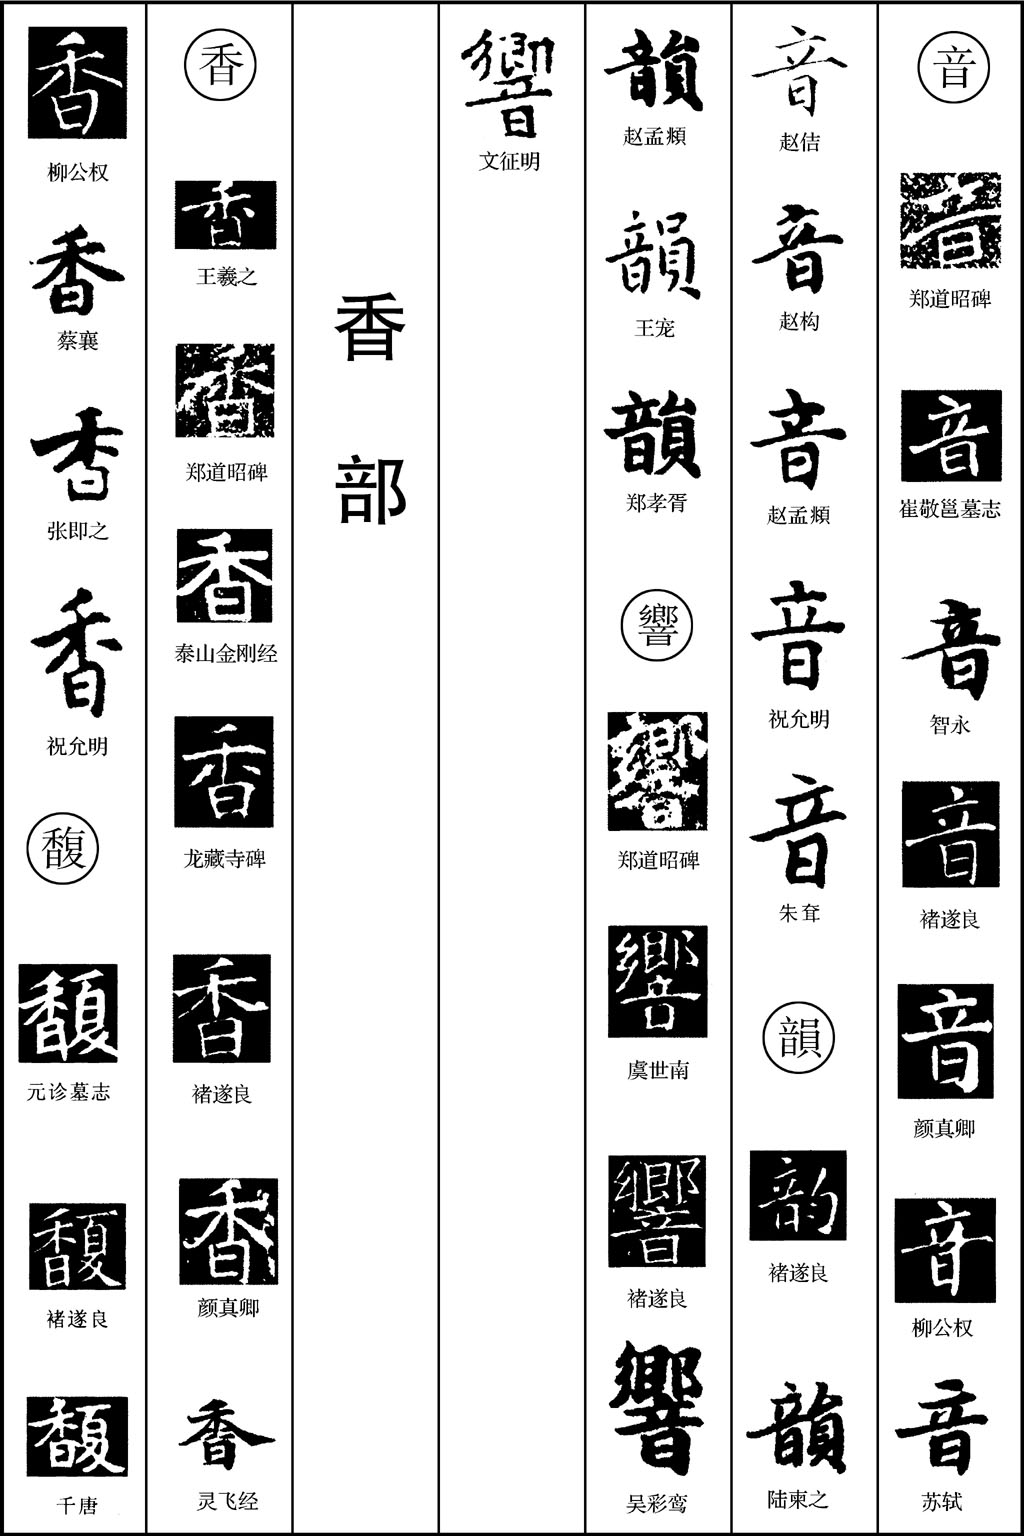 音
音
郑道昭碑
音
崔敬邕墓志
音
智永
音
褚遂良
音
颜真卿
音
柳公权
音
苏轼
音
赵佶
音
赵构
音
赵孟頫
音
祝允明
音
朱耷
韻
韵
褚遂良
韻
陆柬之
韻
赵孟頫
韻
王宠
韻
郑孝胥
響
響
郑道昭碑
響
虞世南
響
褚遂良
響
吴彩鸾
響
文征明
香部
香
香
王羲之
香
郑道昭碑
香
泰山金刚经
香
龙藏寺碑
香
褚遂良
香
颜真卿
香
灵飞经
香
柳公权
香
蔡襄
香
张即之
香
祝允明
馥
馥
元诊墓志
馥
褚遂良
馥
千唐